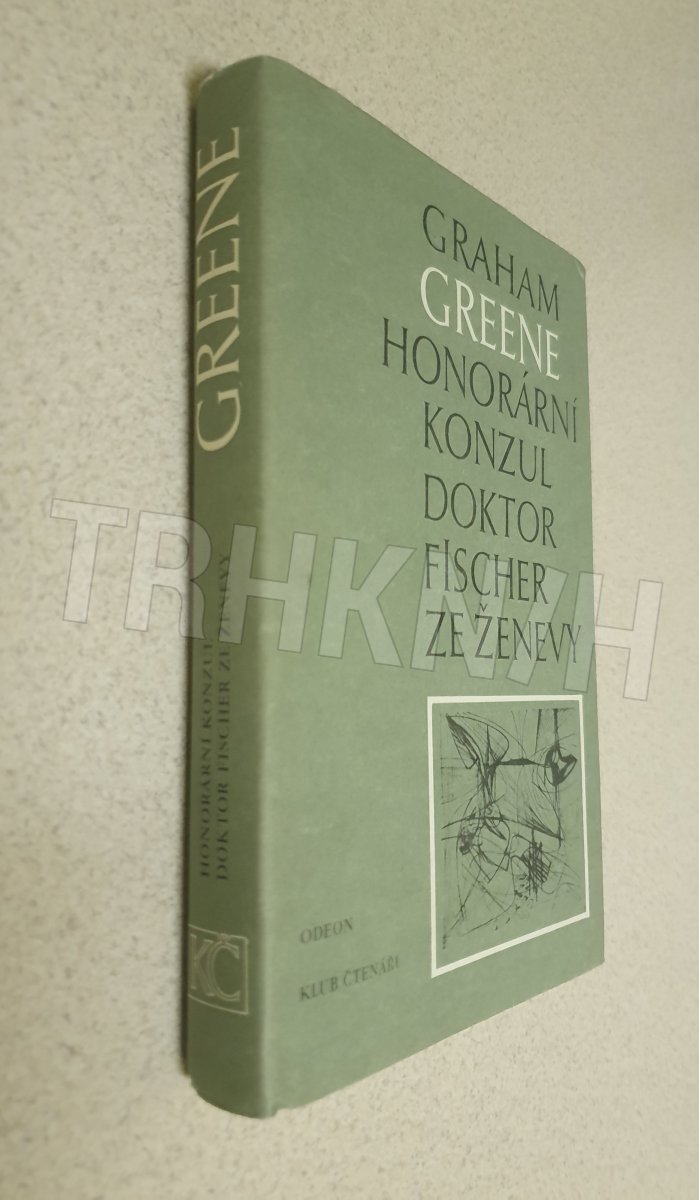 GREENE
HONORÁRNÍ KONZUL
DOKTOR FISCHER ZE ŽENEVY
KČ
GRAHAM
GREENE
HONORÁRNÍ
KONZUL
DOKTOR
FISCHER
ZE ŽENEVY
ODEON
KLUB ČTENÁŘŮ
TRHKNIH